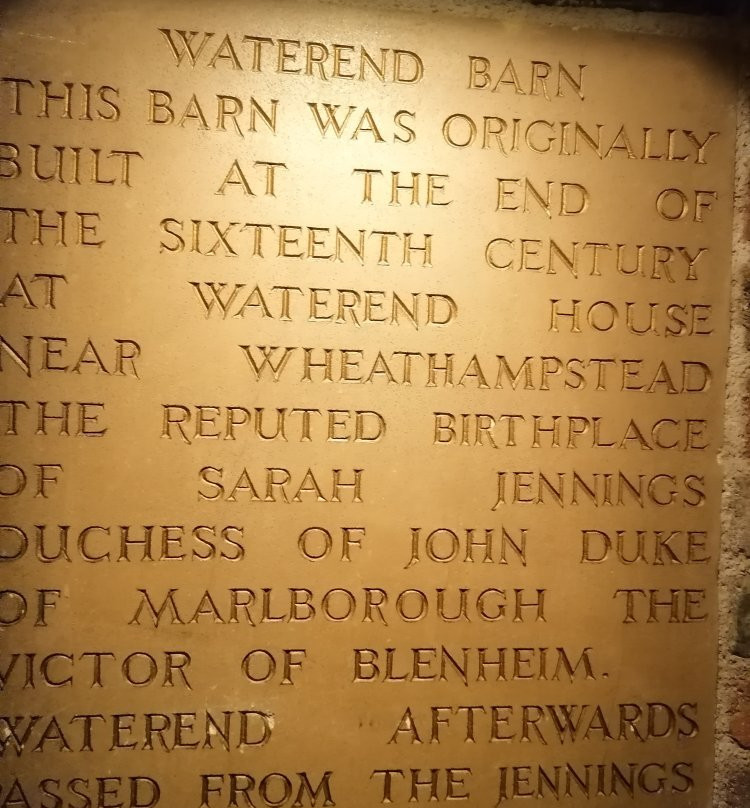 WATEREND BARN
THIS BARN WAS ORIGINALLY
BUILT AT THE END OF
THE SIXTEENTH CENTURY
AT WATEREND HOUSE
NEAR WHEATHAMPSTEAD
THE REPUTED BIRTHPLACE
OF SARAH JENNINGS
DUCHESS OF JOHN DUKE
OF MARLBOROUGH THE
VICTOR OF BLENHEIM.
WATEREND AFTERWARDS
PASSED FROM THE JENNINGS